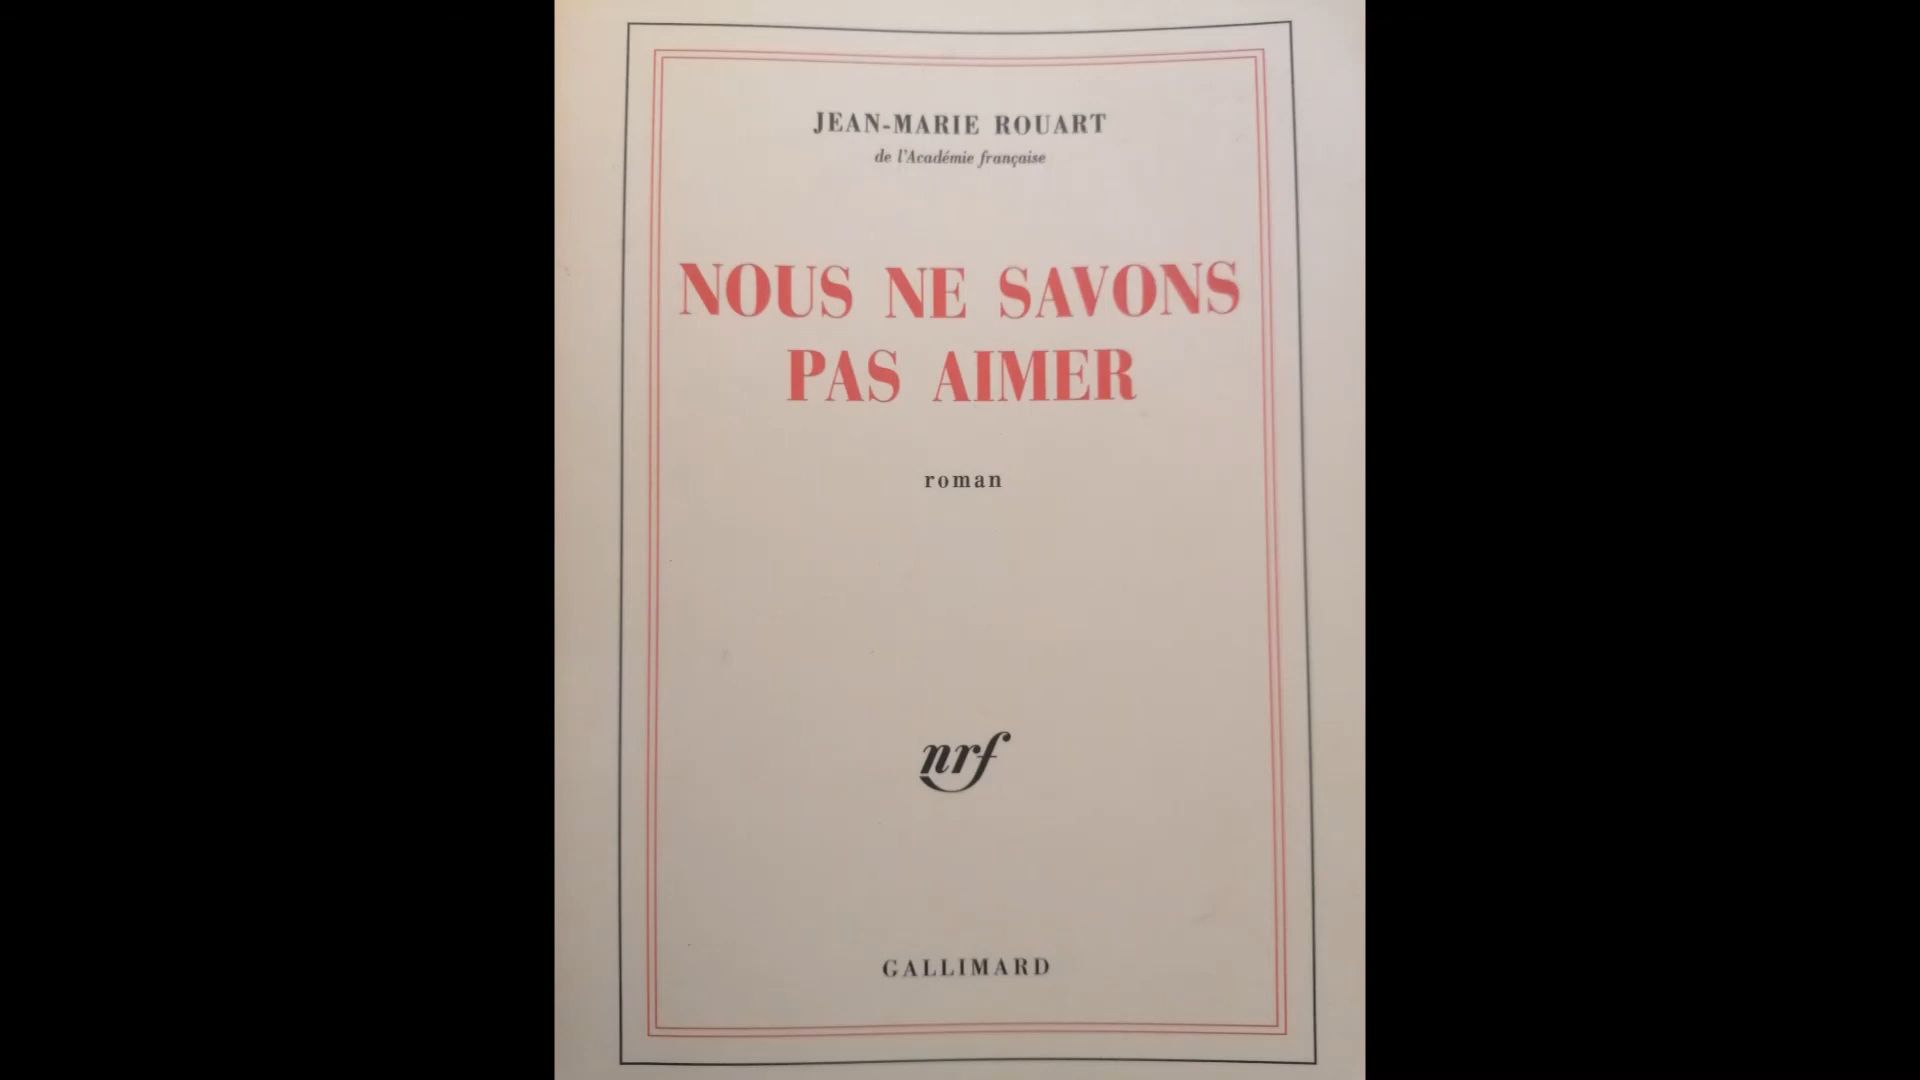 JEAN-MARIE ROUART
de l'Académie française
NOUS NE SAVONS
PAS AIMER
roman
nrf
GALLIMARD